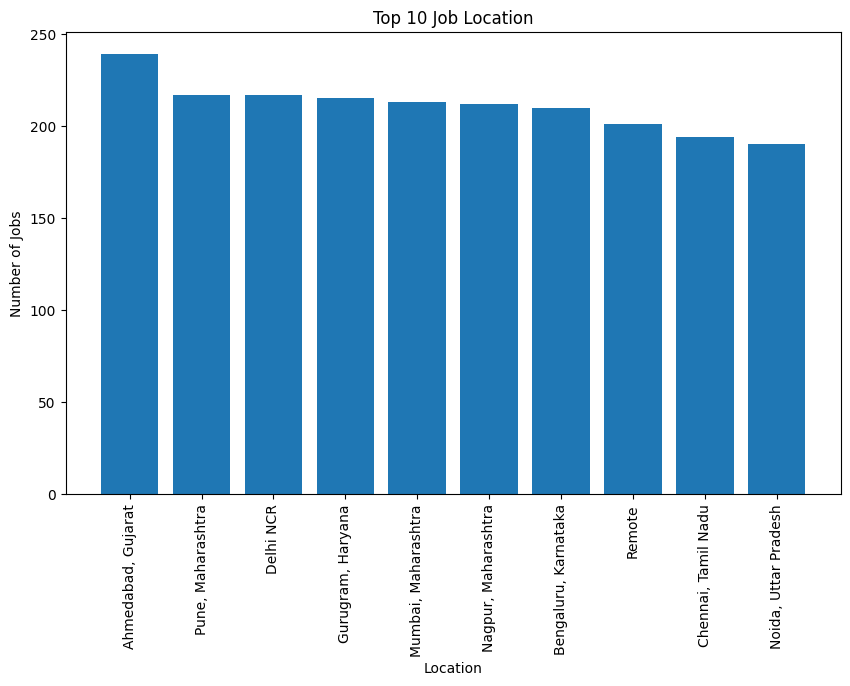 Top 10 Job Location
Number of Jobs
250
200
150
100
50
0
Ahmedabad, Gujarat
Pune, Maharashtra
Delhi NCR
Gurugram, Haryana
Mumbai, Maharashtra
Nagpur, Maharashtra
Bengaluru, Karnataka
Remote
Chennai, Tamil Nadu
Noida, Uttar Pradesh
Location